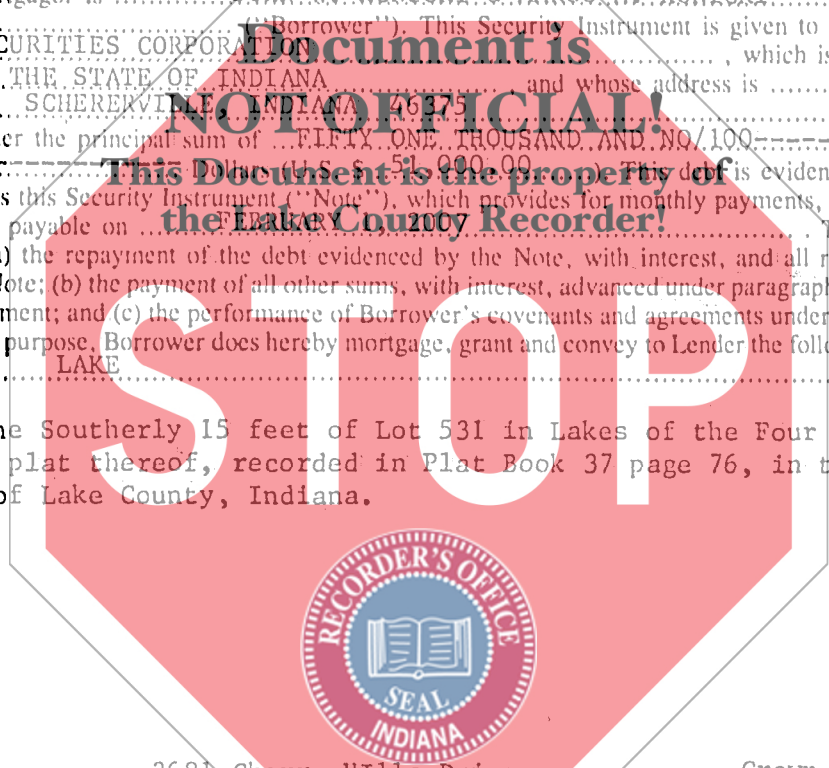 ("Borrower"). This Security Instrument is given to
Document is
CURITIES CORPORATION , which is
THE STATE OF INDIANA , and whose address is
SCHERERVILLE, INDIANA 46375
NOT OFFICIAL!
er the principal sum of FIFTY ONE THOUSAND AND NO/100------
Dollars (U.S. $ 51,000.00 ). This debt is eviden
This Document is the property of
s this Security Instrument ("Note"), which provides for monthly payments,
the Lake County Recorder!
payable on FEBRUARY 1, 2007
) the repayment of the debt evidenced by the Note, with interest, and all r
Note; (b) the payment of all other sums, with interest, advanced under paragraph
ment; and (c) the performance of Borrower's covenants and agreements under
purpose, Borrower does hereby mortgage, grant and convey to Lender the follo
LAKE
STOP
he Southerly 15 feet of Lot 531 in Lakes of the Four
plat thereof, recorded in Plat Book 37 page 76, in t
of Lake County, Indiana.
RECORDER'S OFFICE
SEAL
INDIANA